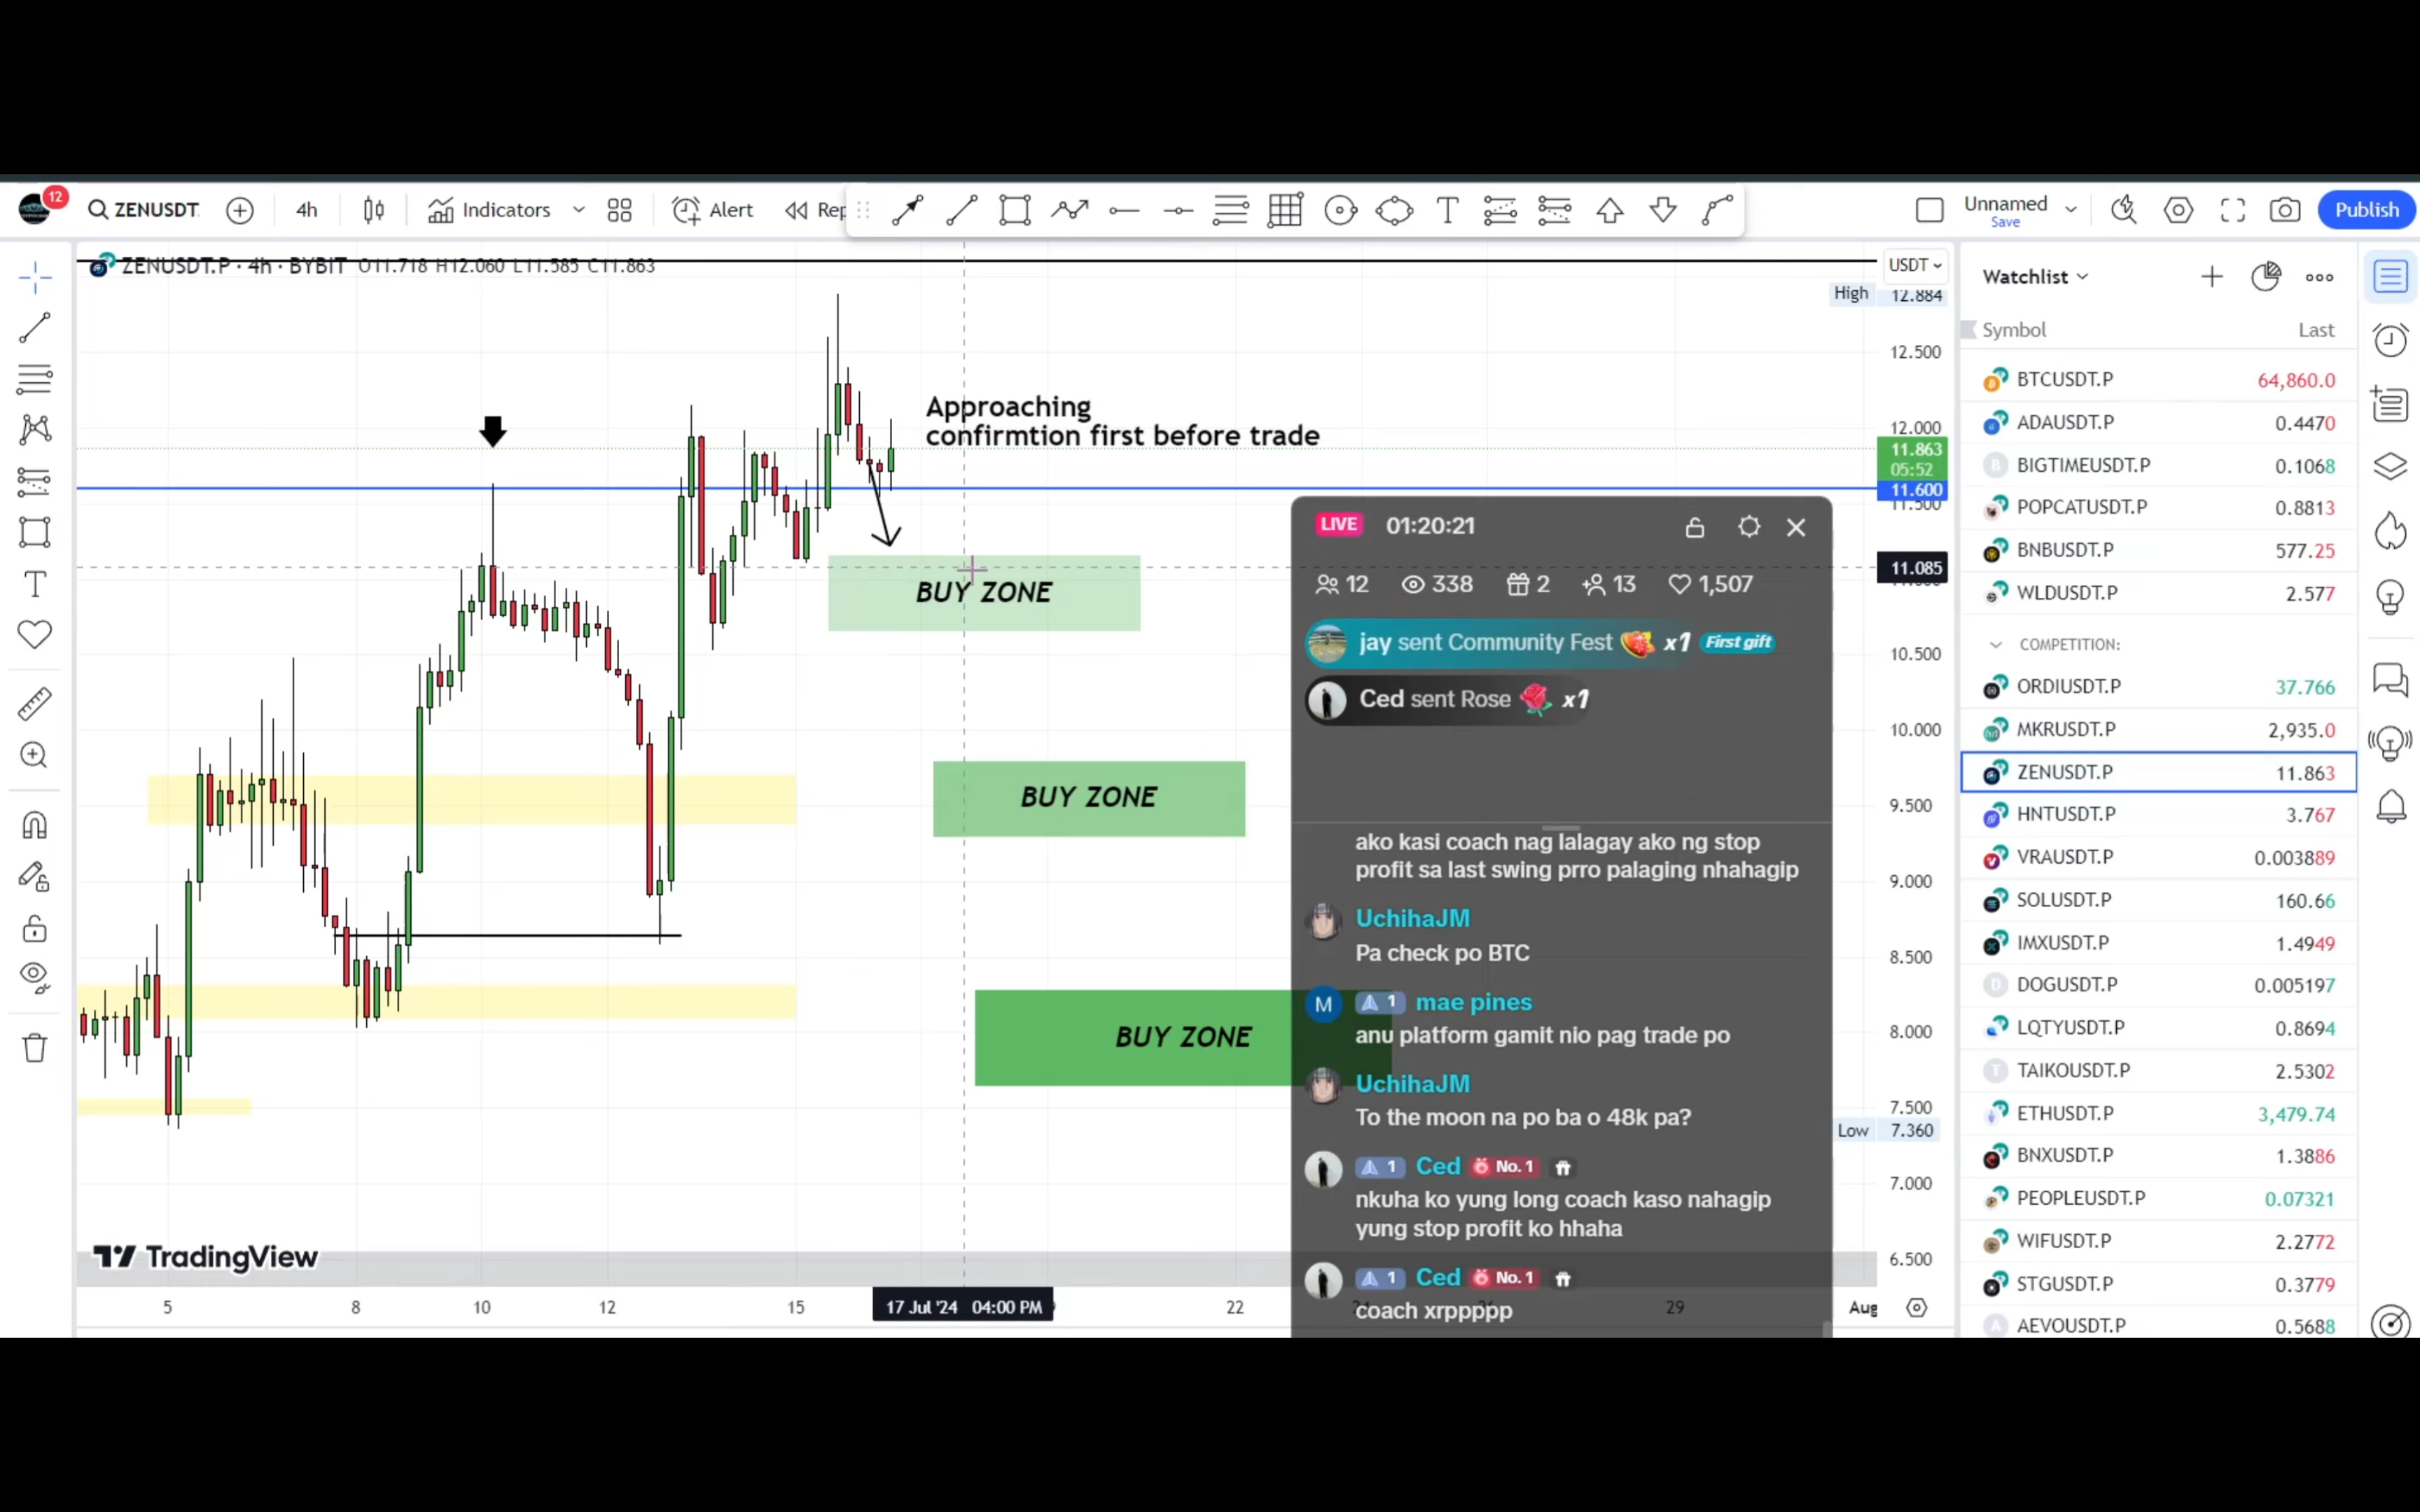 12
ZENUSDT.
4h
Indicators
Alert
Rep
Unnamed
Save
Publish
ZENUSDT.P · 4h · BYBIT O11.718 H12.060 L11.585 C11.863
USDT
High 12.884
12.500
12.000
11.863
05:52
11.600
11.500
11.085
10.500
10.000
9.500
9.000
8.500
8.000
7.500
Low 7.360
7.000
6.500
Approaching
confirmtion first before trade
BUY ZONE
BUY ZONE
BUY ZONE
LIVE 01:20:21
12 338 2 13 1,507
jay sent Community Fest x1 First gift
Ced sent Rose x1
ako kasi coach nag lalagay ako ng stop
profit sa last swing prro palaging nhahagip
UchihaJM
Pa check po BTC
M 1 mae pines
anu platform gamit nio pag trade po
UchihaJM
To the moon na po ba o 48k pa?
1 Ced No. 1
nkuha ko yung long coach kaso nahagip
yung stop profit ko hhaha
1 Ced No. 1
coach xrppppp
TradingView
5 8 10 12 15 17 Jul '24 04:00 PM 22 29 Aug
Watchlist
Symbol Last
BTCUSDT.P 64,860.0
ADAUSDT.P 0.4470
B BIGTIMEUSDT.P 0.1068
POPCATUSDT.P 0.8813
BNBUSDT.P 577.25
WLDUSDT.P 2.577
COMPETITION:
ORDIUSDT.P 37.766
MKRUSDT.P 2,935.0
ZENUSDT.P 11.863
HNTUSDT.P 3.767
VRAUSDT.P 0.003889
SOLUSDT.P 160.66
IMXUSDT.P 1.4949
D DOGUSDT.P 0.005197
LQTYUSDT.P 0.8694
T TAIKOUSDT.P 2.5302
ETHUSDT.P 3,479.74
BNXUSDT.P 1.3886
PEOPLEUSDT.P 0.07321
WIFUSDT.P 2.2772
STGUSDT.P 0.3779
A AEVOUSDT.P 0.5688